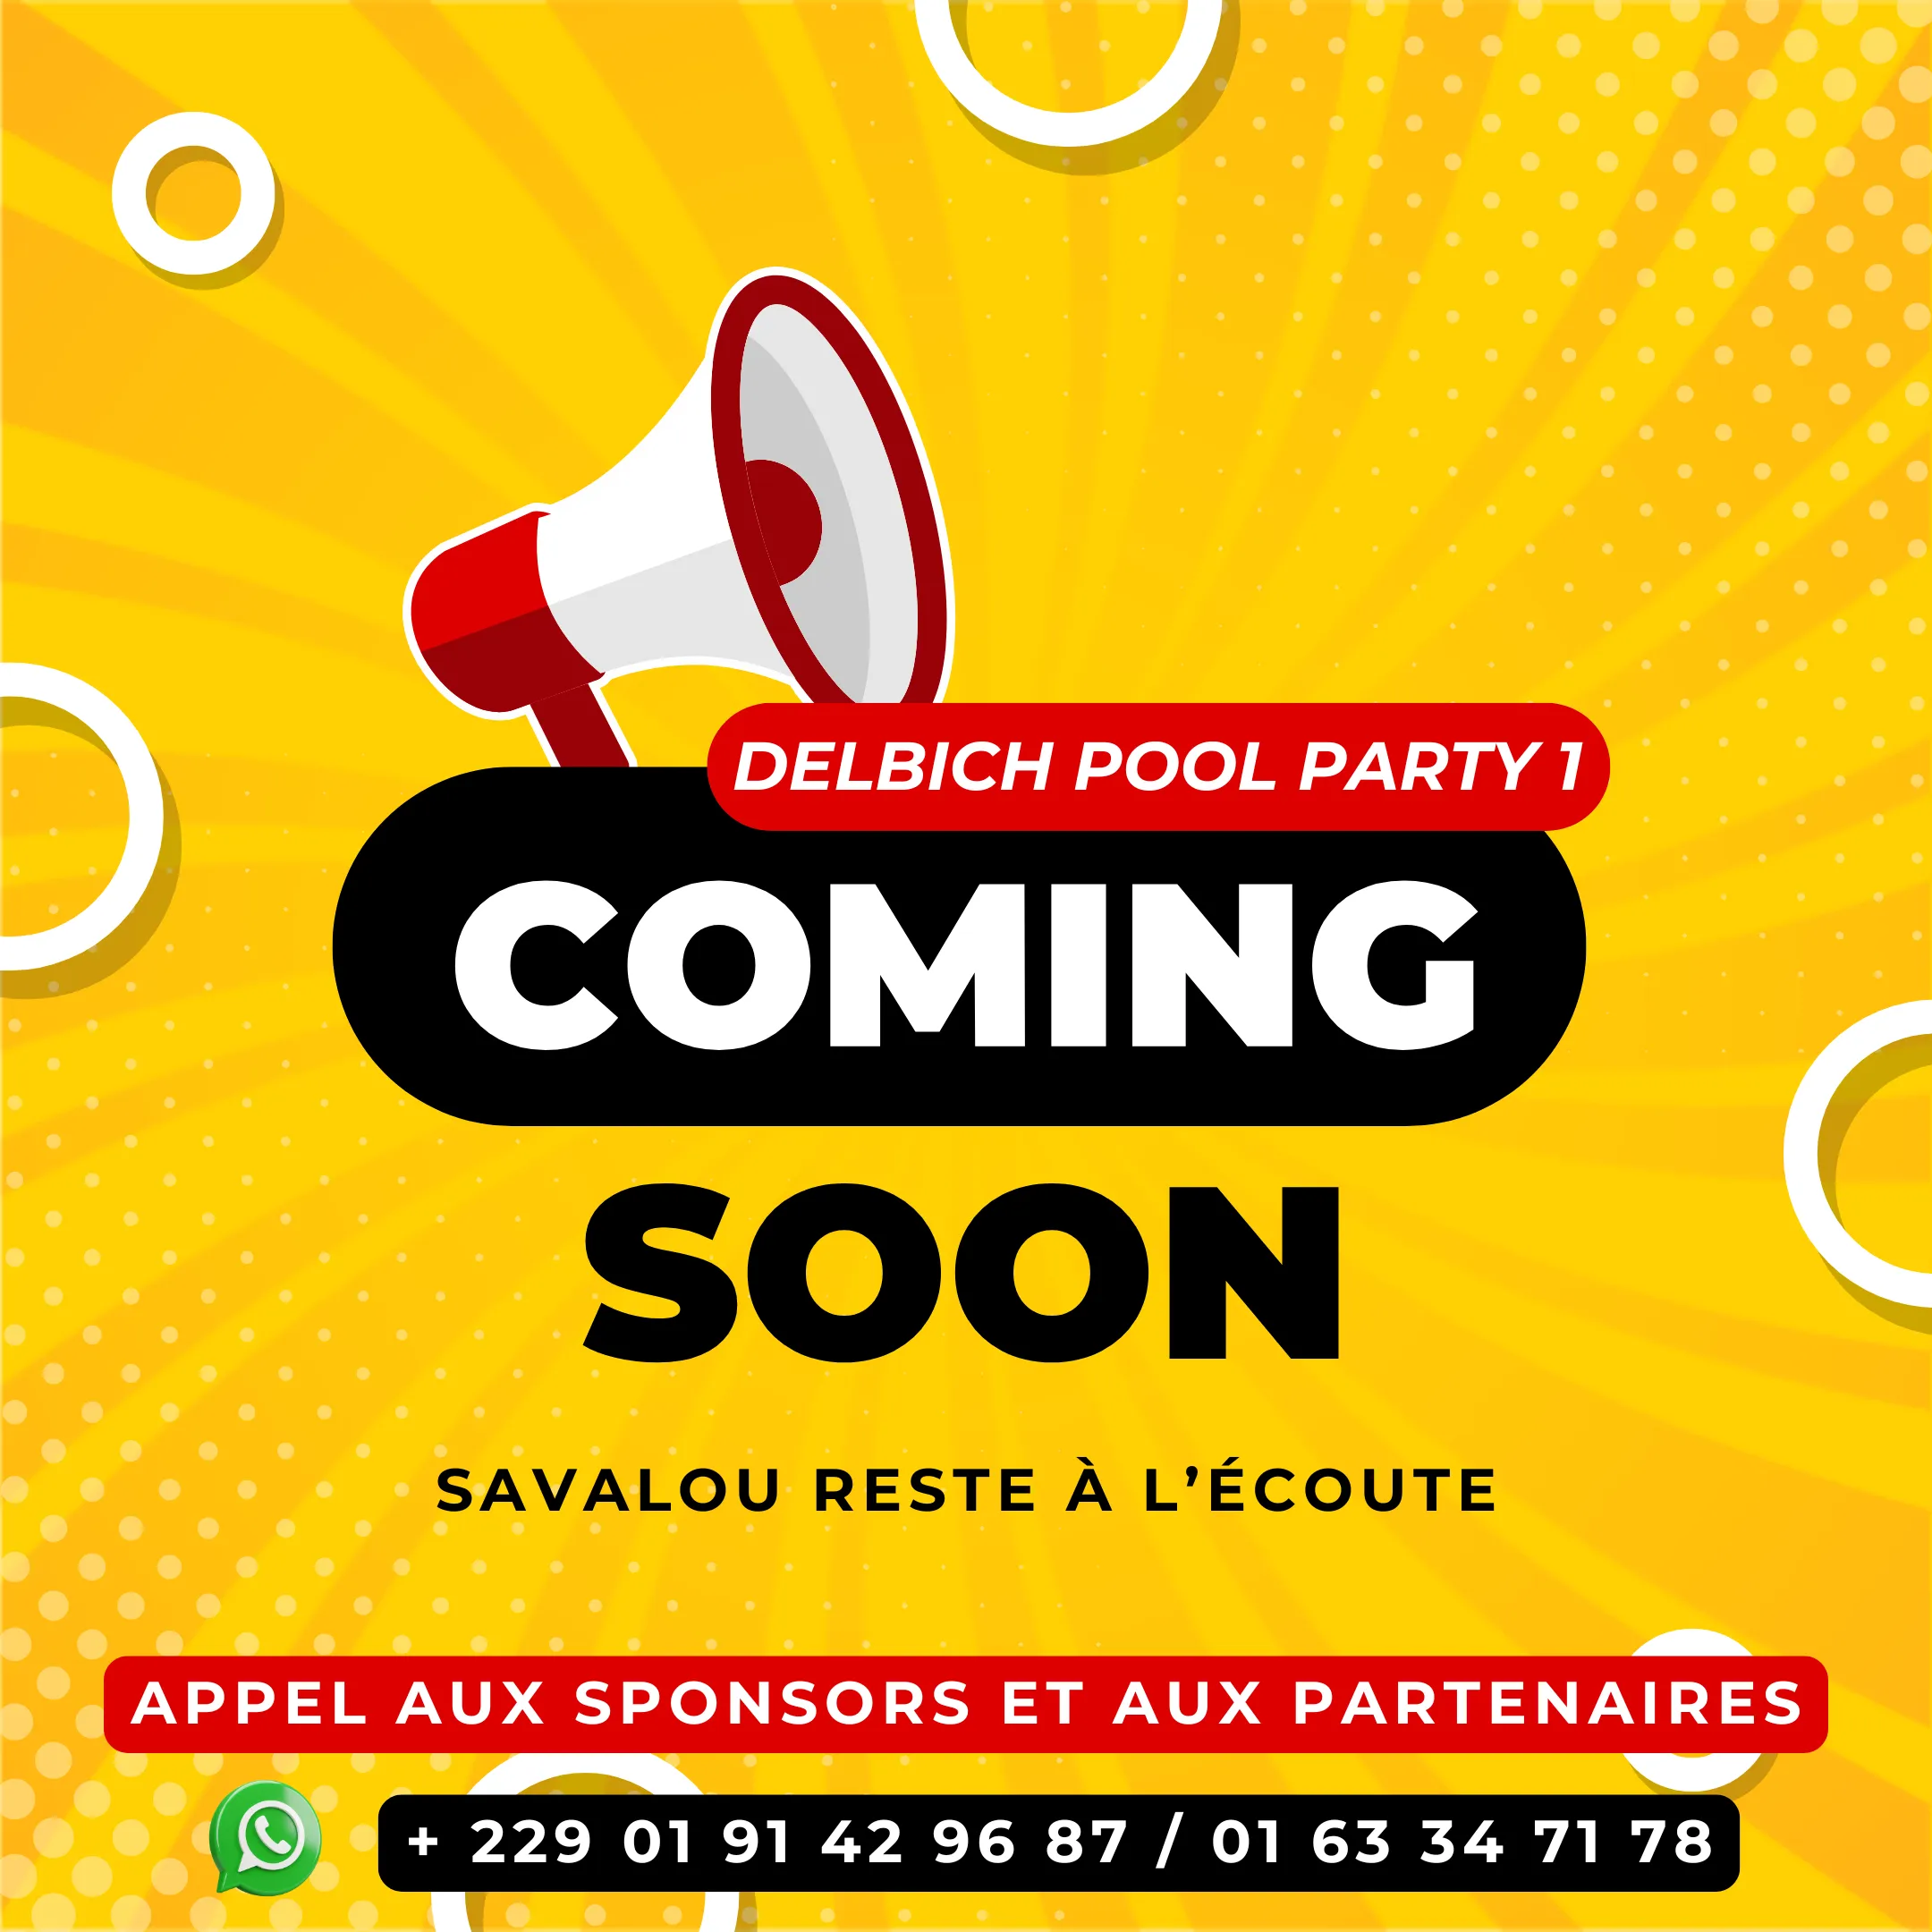 DELBICH POOL PARTY 1
COMING
SOON
SAVALOU RESTE À L'ÉCOUTE
APPEL AUX SPONSORS ET AUX PARTENAIRES
+ 229 01 91 42 96 87 / 01 63 34 71 78